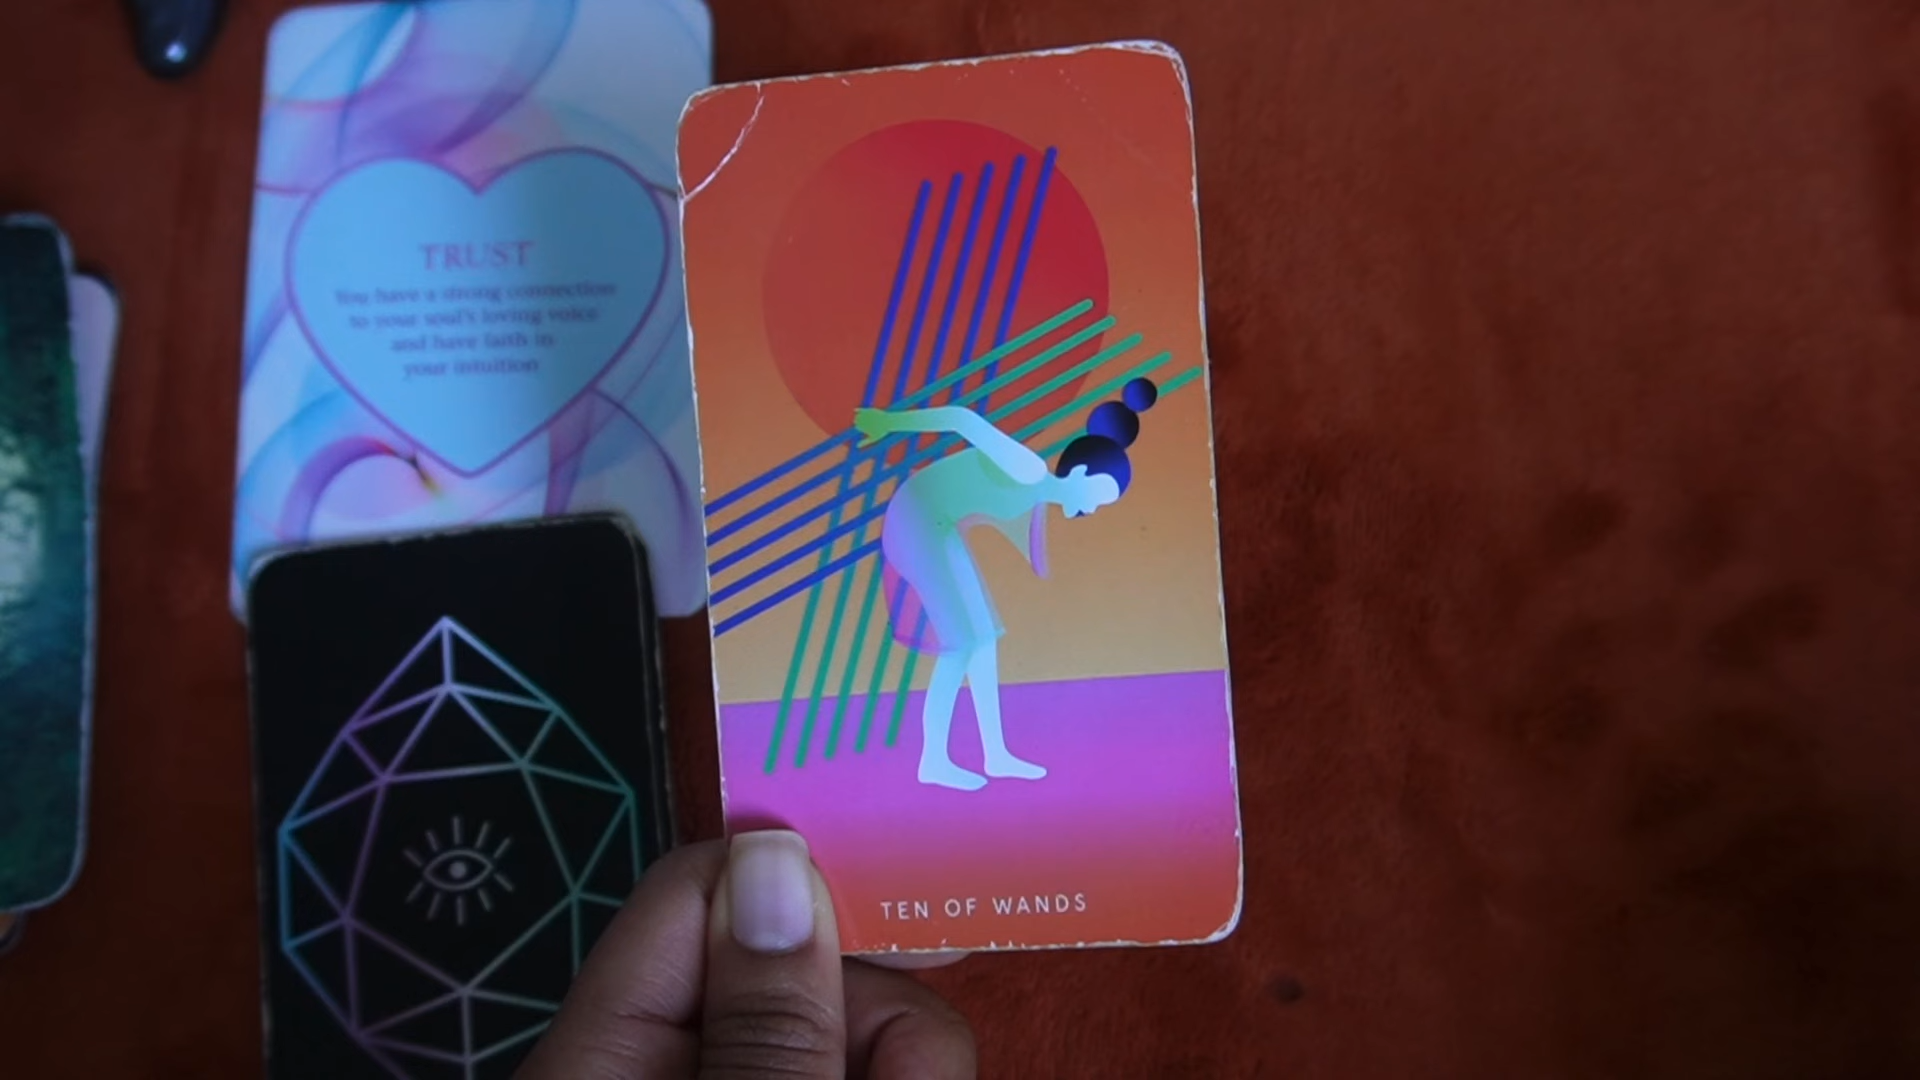 TRUST
You have a strong connection
to your soul's loving voice
and have faith in
your intuition
TEN OF WANDS